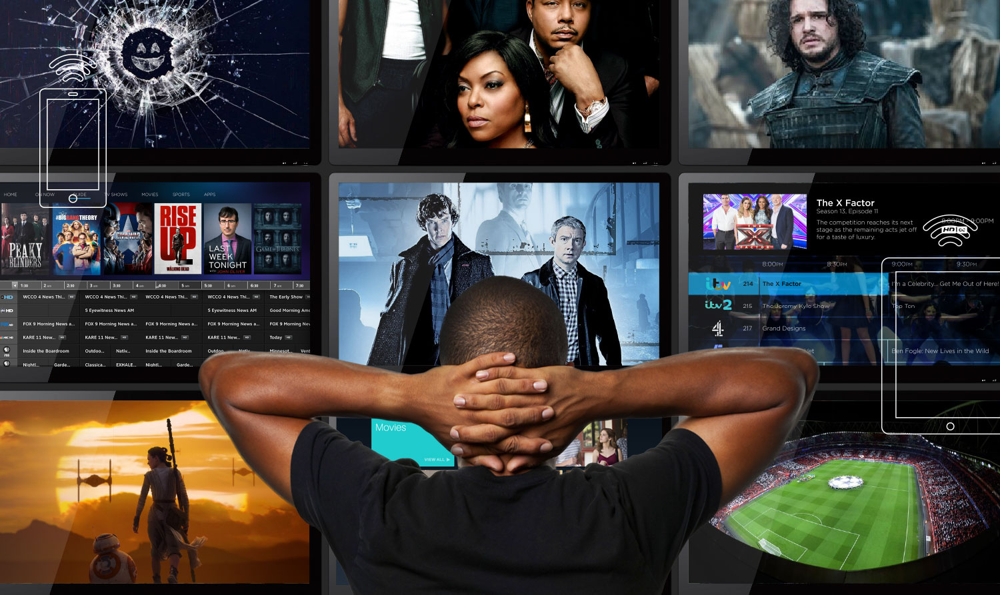 HOME ON NOW GUIDE TV SHOWS MOVIES SPORTS APPS
PEAKY
BLINDERS
#BIGBANGTHEORY
CIVIL WAR
RISE
UP
THE
WALKING DEAD
LAST
WEEK
TONIGHT
WITH JOHN OLIVER
GAME OF THRONES
1:30 2 AM 2:30 3 AM 3:30 4 AM 4:30 5 AM 5:30 6 AM 6:30 7 AM 7:30
HD WCCO 4 News Thi... HD WCCO 4 News Thi... HD WCCO 4 News Thi... HD WCCO 4 News Thi... HD The Early Show HD
HD 5 Eyewitness News AM 5 Eyewitness News AM Good Morning Ame
FOX 9 Morning News a... FOX 9 Morning News a... FOX 9 Morning News a... FOX 9 Morning News a... FOX 9 Morning New
KARE 11 New... HD KARE 11 New... HD KARE 11 New... HD KARE 11 New... HD Today HD
PBS Inside the Boardroom Outdoo... Nativ... Inside the Boardroom Outdoo... Nativ... Minnesot... Vent
Nightl... Garde... Classica... EXHALE... Nightl... Garde...
The X Factor
Season 13, Episode 11
8:00PM - 9:00PM
The competition reaches its next
stage as the remaining acts jet off
for a taste of luxury.
HD CC
X
8:00PM 8:30PM 9:00PM 9:30PM
itv 214 The X Factor I'm a Celebrity... Get Me Out of Here!
itv2 215 The Jeremy Kyle Show Top Ten
4 217 Grand Designs
Vet Ben Fogle: New Lives in the Wild
Movies
VIEW ALL